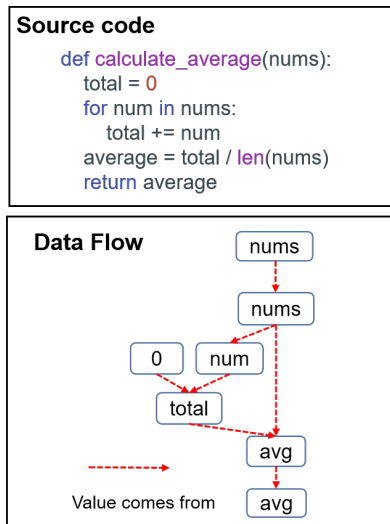 Source code
def calculate_average(nums):
total = 0
for num in nums:
total += num
average = total / len(nums)
return average
Data Flow
nums
nums
0 num
total
avg
Value comes from avg